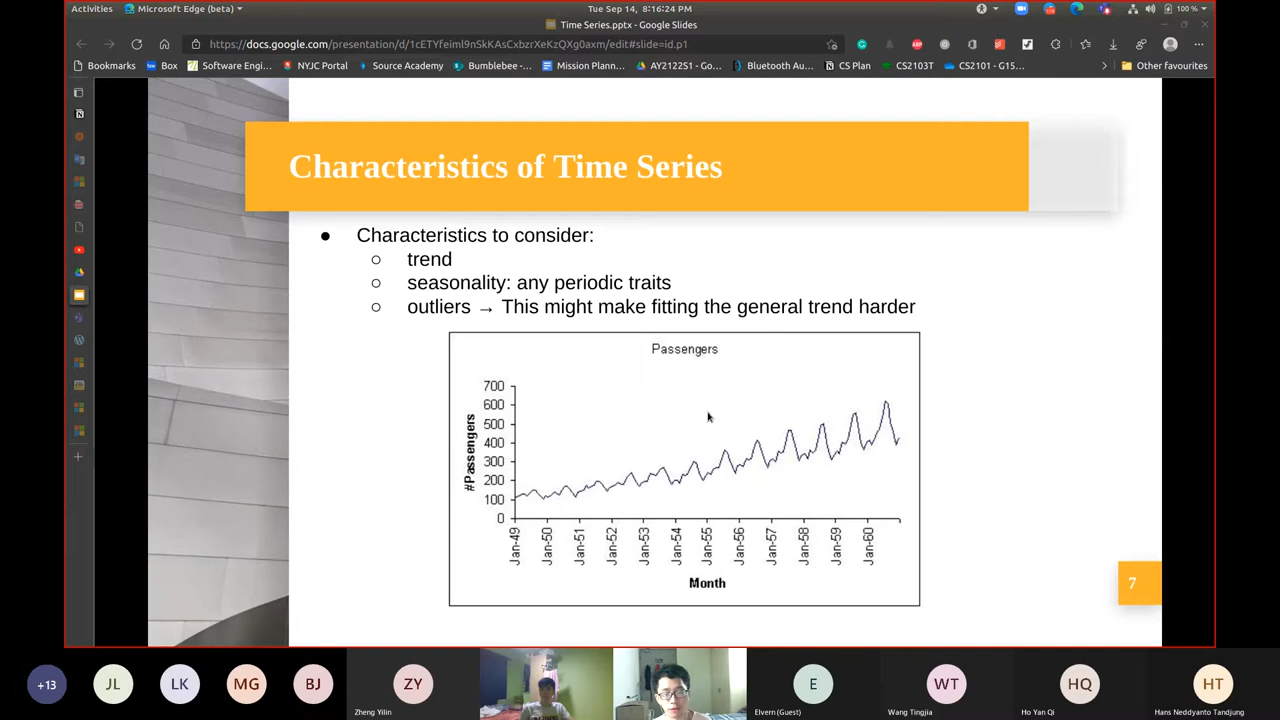 Activities
Microsoft Edge (beta)
Tue Sep 14, 8:16:24 PM
100 %
Time Series.pptx - Google Slides
https://docs.google.com/presentation/d/1cETYfeiml9nSkKAsCxbzrXeKzQXg0axm/edit#slide=id.p1
Bookmarks
Box
Software Engi...
NYJC Portal
Source Academy
Bumblebee -...
Mission Plann...
AY2122S1 - Go...
Bluetooth Au...
CS Plan
CS2103T
CS2101 - G15...
Other favourites
Characteristics of Time Series
● Characteristics to consider:
○ trend
○ seasonality: any periodic traits
○ outliers → This might make fitting the general trend harder
Passengers
700
600
500
400
300
200
100
0
#Passengers
Jan-49
Jan-50
Jan-51
Jan-52
Jan-53
Jan-54
Jan-55
Jan-56
Jan-57
Jan-58
Jan-59
Jan-60
Month
7
+13
JL
LK
MG
BJ
ZY
Zheng Yilin
E
Elvern (Guest)
WT
Wang Tingjia
HQ
Ho Yan Qi
HT
Hans Neddyanto Tandjung